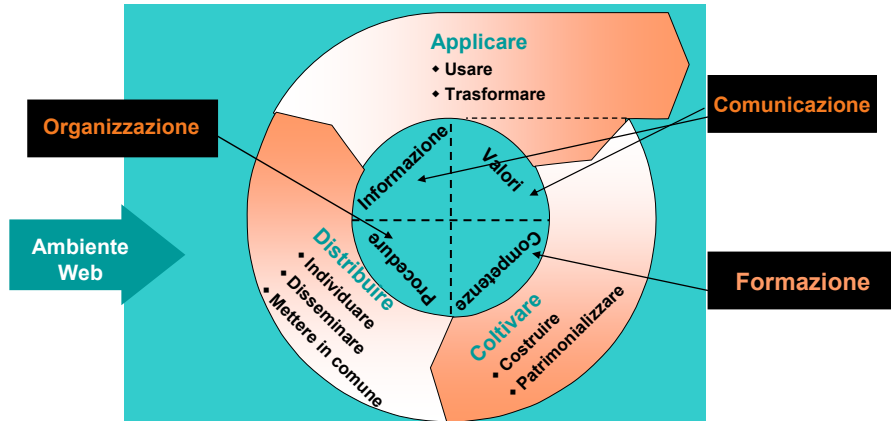 Applicare
◆ Usare
◆ Trasformare
Organizzazione
Comunicazione
Informazione
Valori
Ambiente
Web
Procedure
Competenze
Distribuire
▪ Individuare
▪ Disseminare
▪ Mettere in comune
Coltivare
▪ Costruire
▪ Patrimonializzare
Formazione